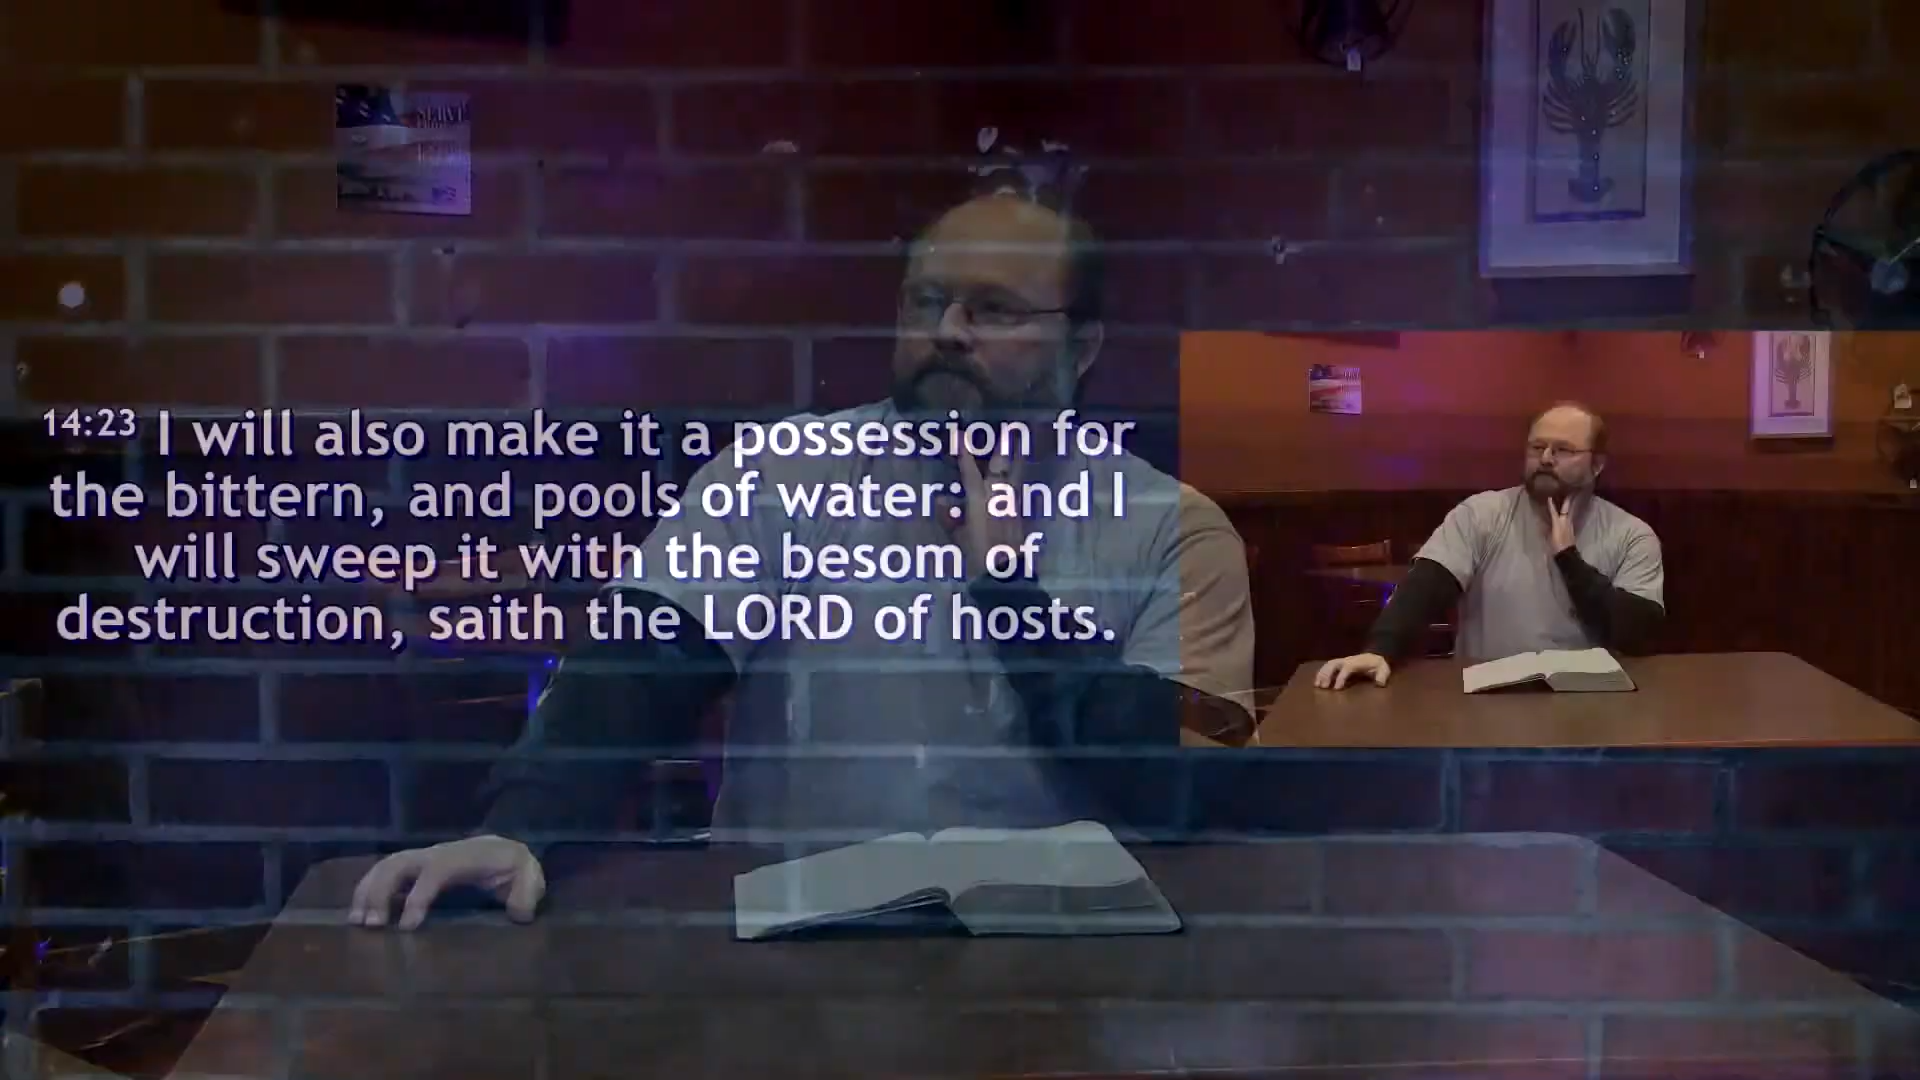 14:23 I will also make it a possession for
the bittern, and pools of water: and I
will sweep it with the besom of
destruction, saith the LORD of hosts.